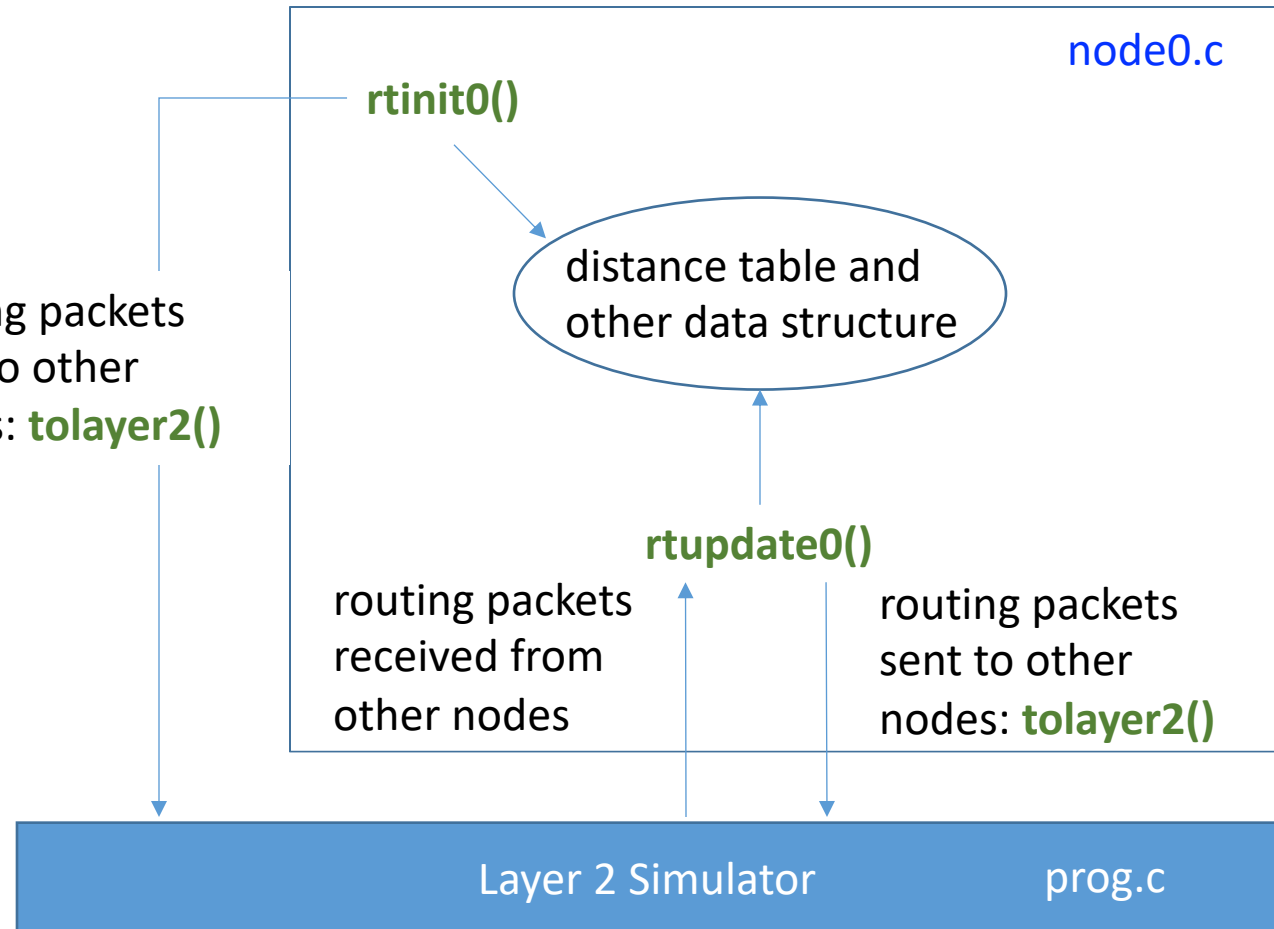 node0.c
rtinit0()
distance table and
other data structure
packets
other
: tolayer2()
rtupdate0()
routing packets
received from
other nodes
routing packets
sent to other
nodes: tolayer2()
Layer 2 Simulator
prog.c